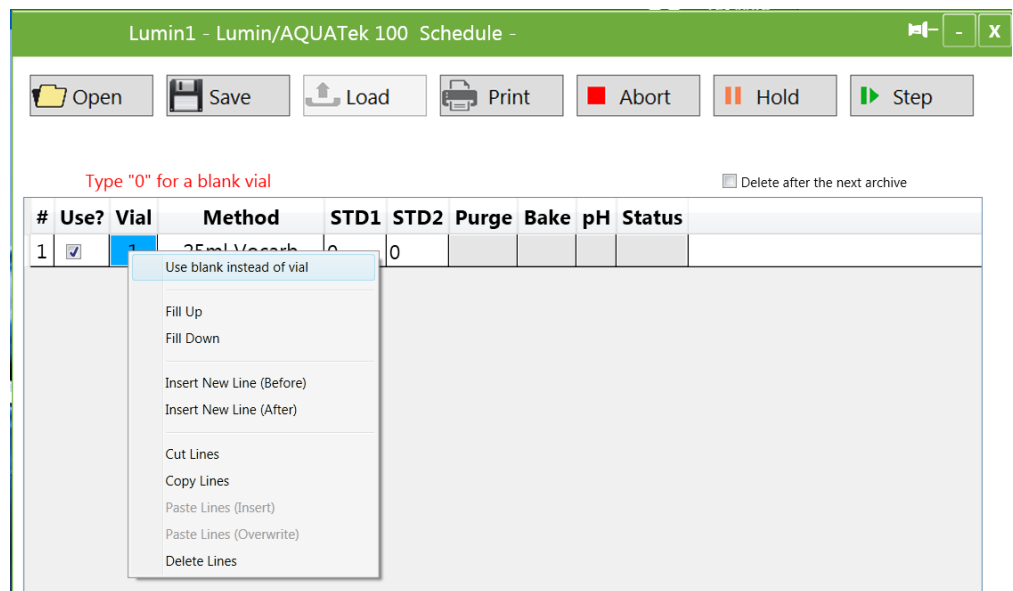 Lumin1 - Lumin/AQUATek 100 Schedule -
- X
Open Save Load Print Abort Hold Step
Type "0" for a blank vial
Delete after the next archive
# Use? Vial Method STD1 STD2 Purge Bake pH Status
1 1 25ml Vocarb 0 0
Use blank instead of vial
Fill Up
Fill Down
Insert New Line (Before)
Insert New Line (After)
Cut Lines
Copy Lines
Paste Lines (Insert)
Paste Lines (Overwrite)
Delete Lines